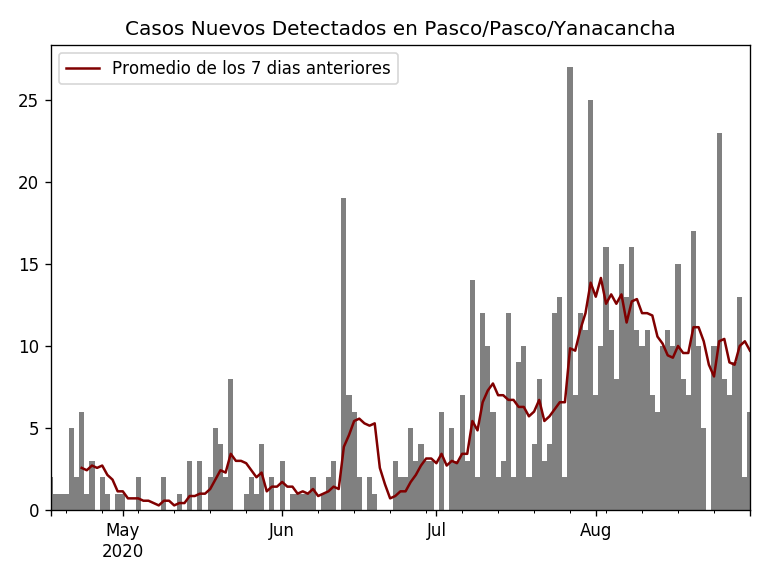 Casos Nuevos Detectados en Pasco/Pasco/Yanacancha
Promedio de los 7 dias anteriores
25
20
15
10
5
0
May Jun Jul Aug
2020